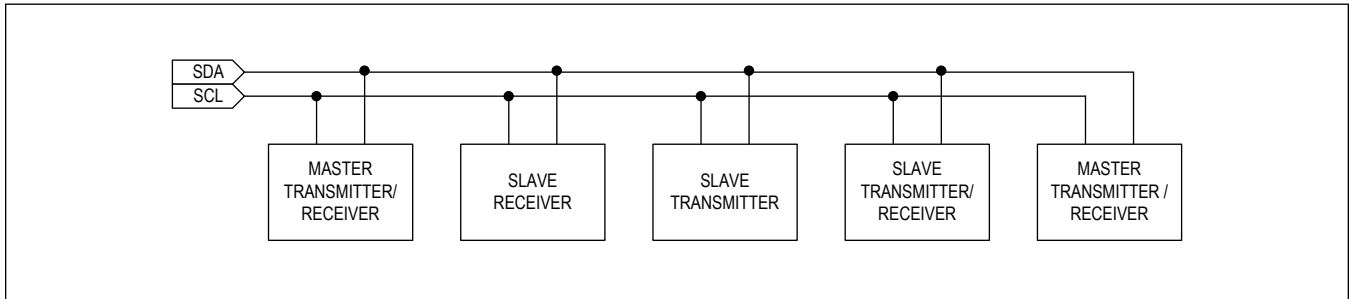 SDA
SCL
MASTER
TRANSMITTER/
RECEIVER
SLAVE
RECEIVER
SLAVE
TRANSMITTER
SLAVE
TRANSMITTER/
RECEIVER
MASTER
TRANSMITTER /
RECEIVER